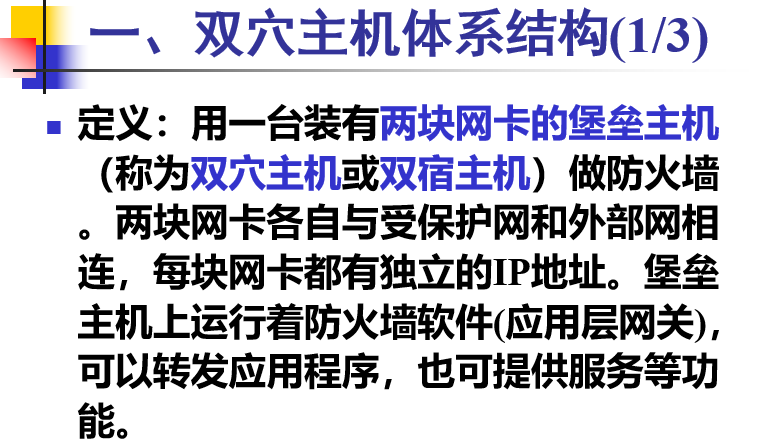 一、双穴主机体系结构(1/3)
定义：用一台装有两块网卡的堡垒主机
（称为双穴主机或双宿主机）做防火墙
。两块网卡各自与受保护网和外部网相
连，每块网卡都有独立的IP地址。堡垒
主机上运行着防火墙软件(应用层网关)，
可以转发应用程序，也可提供服务等功
能。